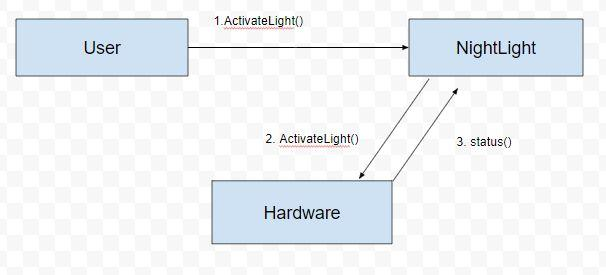 1.ActivateLight()
User
NightLight
2. ActivateLight()
3. status()
Hardware